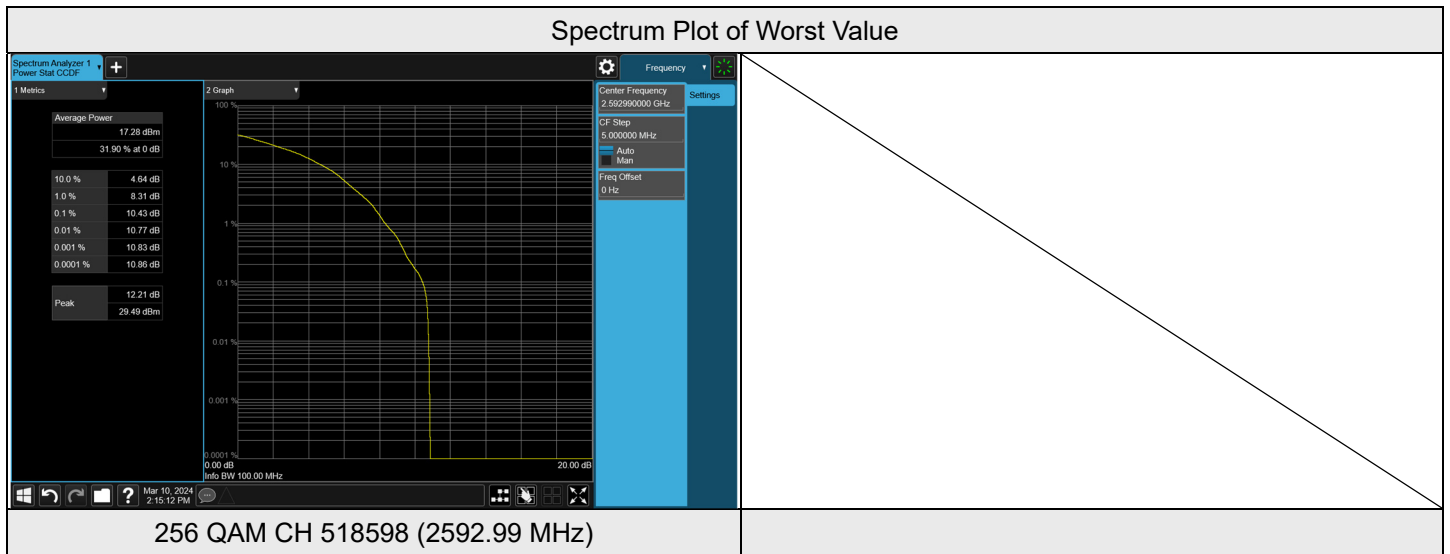 Spectrum Plot of Worst Value
Spectrum Analyzer 1
Power Stat CCDF
+
Frequency
1 Metrics
2 Graph
Average Power
17.28 dBm
31.90 % at 0 dB
10.0 % 4.64 dB
1.0 % 8.31 dB
0.1 % 10.43 dB
0.01 % 10.77 dB
0.001 % 10.83 dB
0.0001 % 10.86 dB
Peak
12.21 dB
29.49 dBm
100 %
10 %
1 %
0.1 %
0.01 %
0.001 %
0.0001 %
0.00 dB 20.00 dB
Info BW 100.00 MHz
Center Frequency
2.592990000 GHz
Settings
CF Step
5.000000 MHz
Auto
Man
Freq Offset
0 Hz
?
Mar 10, 2024
2:15:12 PM
256 QAM CH 518598 (2592.99 MHz)